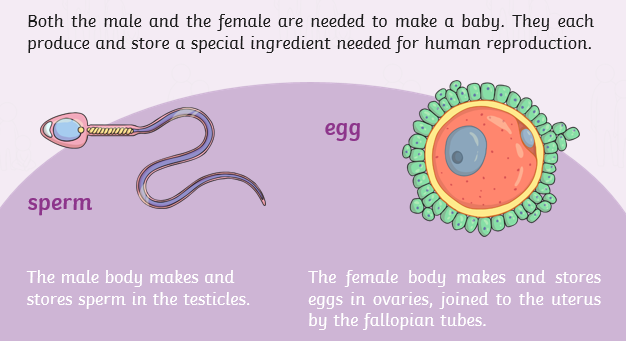 Both the male and the female are needed to make a baby. They each
produce and store a special ingredient needed for human reproduction.
egg
sperm
The male body makes and
stores sperm in the testicles.
The female body makes and stores
eggs in ovaries, joined to the uterus
by the fallopian tubes.